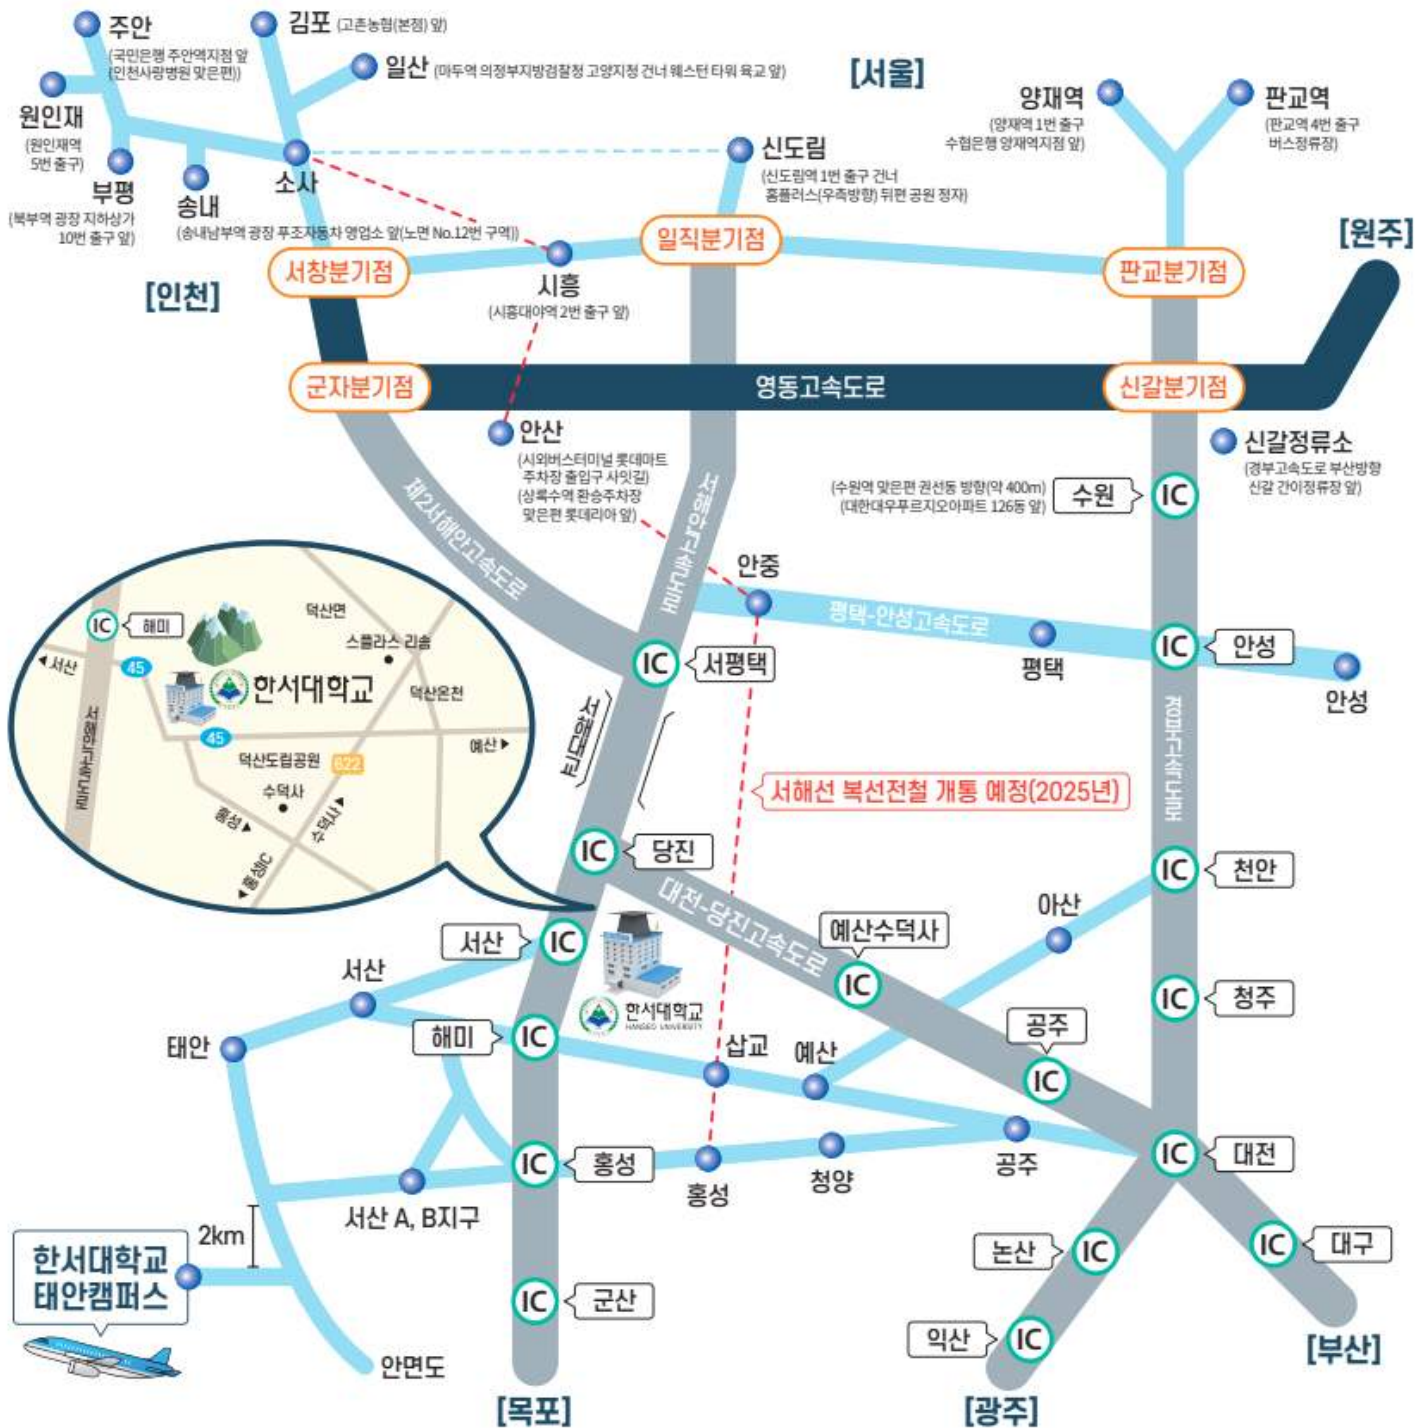 주안
(국민은행 주안역지점 앞
(인천사랑병원 맞은편))
김포 (고촌농협(본점) 앞)
일산 (마두역 의정부지방검찰청 고양지청 건너 웨스턴 타워 육교 앞)
[서울]
원인재
(원인재역
5번 출구)
부평
(북부역 광장 지하상가
10번 출구 앞)
송내
(송내남부역 광장 푸조자동차 영업소 앞(노면 No.12번 구역))
소사
신도림
(신도림역 1번 출구 건너
홈플러스(우측방향) 뒤편 공원 정자)
양재역
(양재역 1번 출구
수협은행 양재역지점 앞)
판교역
(판교역 4번 출구
버스정류장)
[원주]
[인천]
서창분기점
시흥
(시흥대야역 2번 출구 앞)
일직분기점
판교분기점
군자분기점
영동고속도로
신갈분기점
안산
(시외버스터미널 롯데마트
주차장 출입구 사잇길)
(상록수역 환승주차장
맞은편 롯데리아 앞)
신갈정류소
(경부고속도로 부산방향
신갈 간이정류장 앞)
(수원역 맞은편 권선동 방향(약 400m)
(대한대우푸르지오아파트 126동 앞)
수원
IC
제2서해안고속도로
서해안고속도로
안중
평택-안성고속도로
평택
IC
안성
안성
IC
서평택
서해대교
경부고속도로
IC
해미
덕산면
스플라스 리솜
서산
45
한서대학교
덕산온천
서해안고속도로
45
예산
덕산도립공원
622
수덕사
홍성
수덕사
홍성IC
서해선 복선전철 개통 예정(2025년)
IC
당진
대전-당진고속도로
예산수덕사
IC
아산
IC
천안
서산
IC
서산
한서대학교
HANSEO UNIVERSITY
IC
청주
태안
해미
IC
삽교
예산
공주
IC
IC
홍성
홍성
청양
공주
IC
대전
서산 A, B지구
2km
한서대학교
태안캠퍼스
IC
군산
안면도
논산
IC
IC
대구
익산
IC
[부산]
[목포]
[광주]